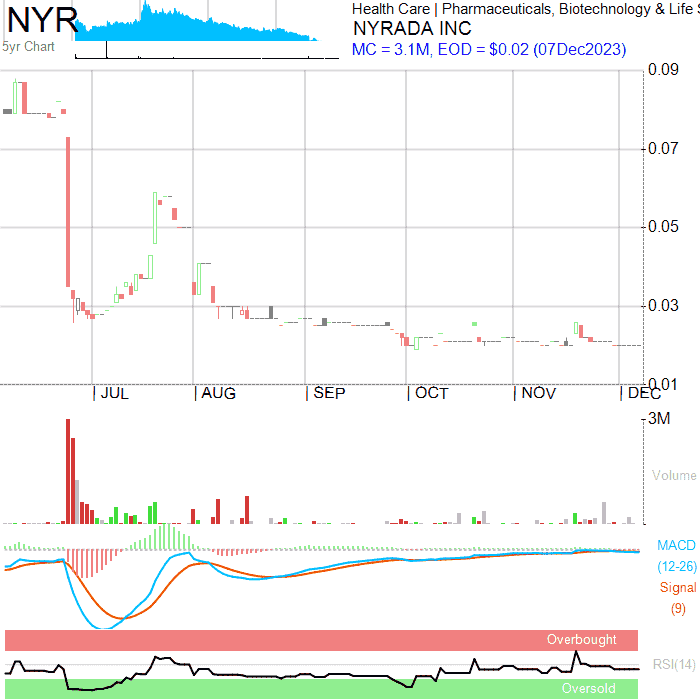 NYR
5yr Chart
Health Care | Pharmaceuticals, Biotechnology & Life S
NYRADA INC
MC = 3.1M, EOD = $0.02 (07Dec2023)
0.09
0.07
0.05
0.03
0.01
JUL
AUG
SEP
OCT
NOV
DEC
3M
Volume
MACD
(12-26)
Signal
(9)
Overbought
RSI(14)
Oversold